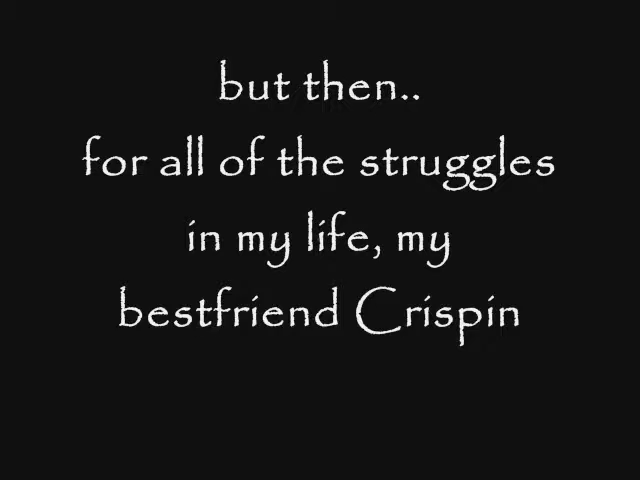 but then..
for all of the struggles
in my life, my
bestfriend Crispin